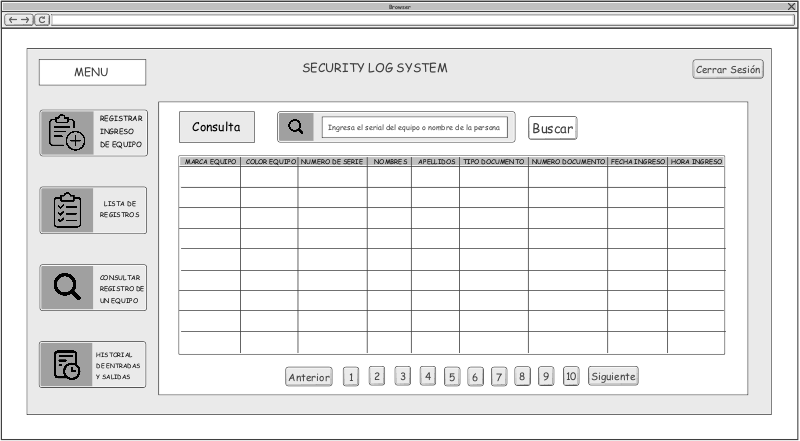 Browser
MENU
SECURITY LOG SYSTEM
Cerrar Sesión
REGISTRAR
INGRESO
DE EQUIPO
LISTA DE
REGISTROS
CONSULTAR
REGISTRO DE
UN EQUIPO
HISTORIAL
DE ENTRADAS
Y SALIDAS
Consulta
Ingresa el serial del equipo o nombre de la persona
Buscar
MARCA EQUIPO COLOR EQUIPO NUMERO DE SERIE NOMBRES APELLIDOS TIPO DOCUMENTO NUMERO DOCUMENTO FECHA INGRESO HORA INGRESO
Anterior 1 2 3 4 5 6 7 8 9 10 Siguiente